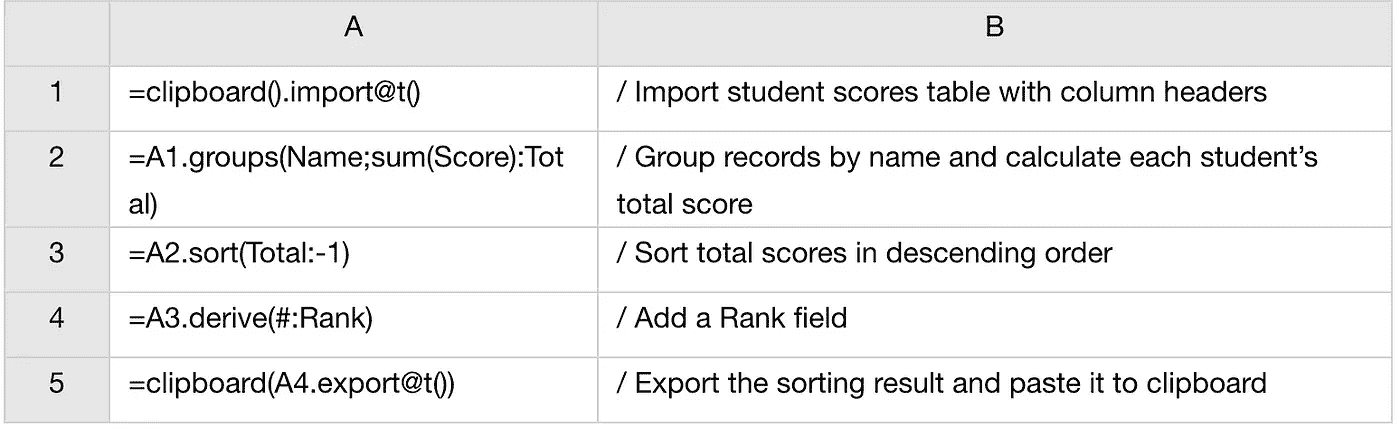 A B
1 =clipboard().import@t() / Import student scores table with column headers
2 =A1.groups(Name;sum(Score):Tot / Group records by name and calculate each student’s
al) total score
3 =A2.sort(Total:-1) / Sort total scores in descending order
4 =A3.derive(#:Rank) / Add a Rank field
5 =clipboard(A4.export@t()) / Export the sorting result and paste it to clipboard